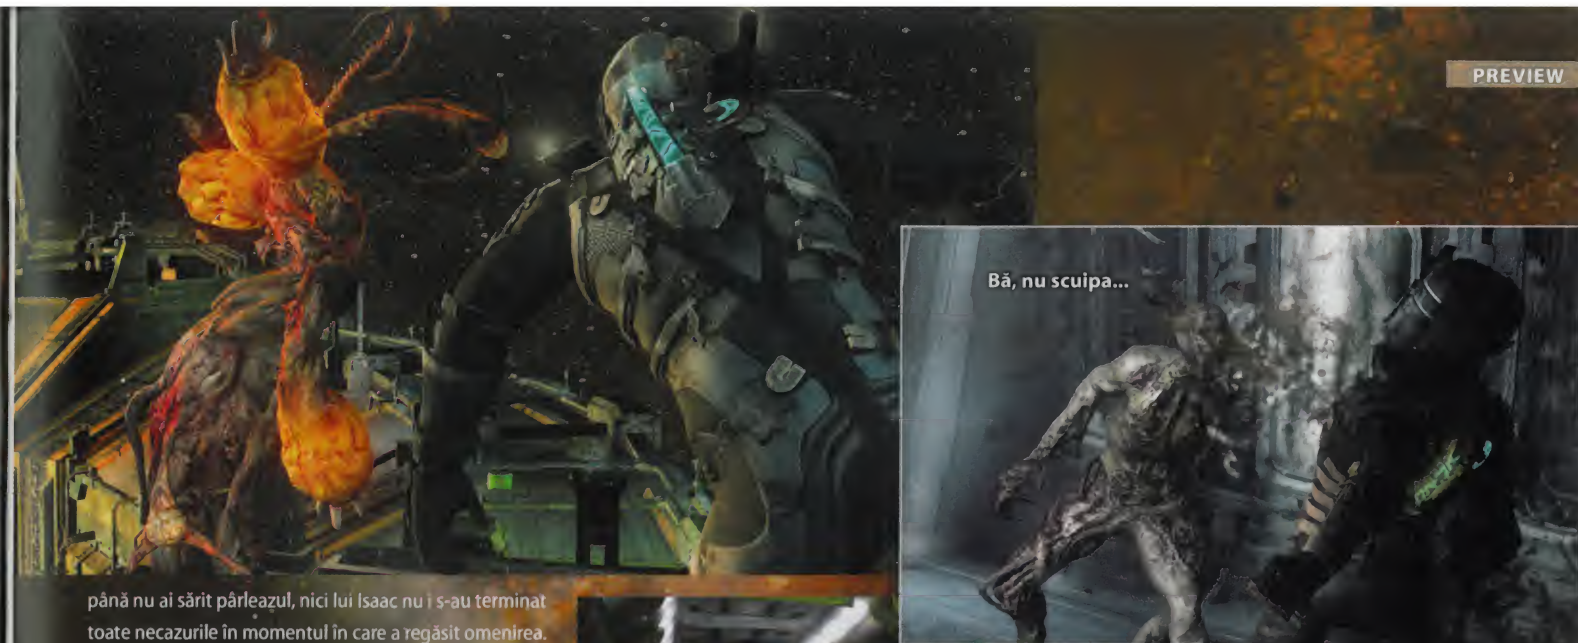 PREVIEW
Bă, nu scuipa...
până nu ai sărit pârleazul, nici lui Isaac nu i s-au terminat
toate necazurile în momentul în care a regăsit omenirea.